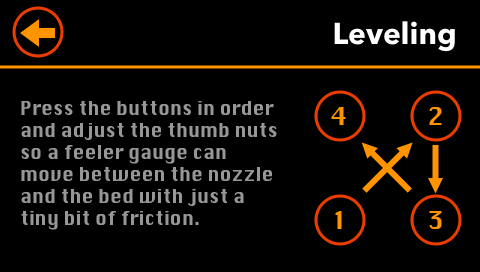 Leveling
Press the buttons in order
and adjust the thumb nuts
so a feeler gauge can
move between the nozzle
and the bed with just a
tiny bit of friction.
4 2
1 3